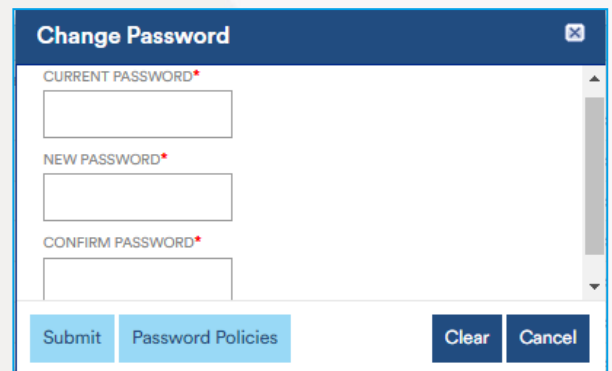 Change Password
CURRENT PASSWORD*
NEW PASSWORD*
CONFIRM PASSWORD*
Submit Password Policies Clear Cancel